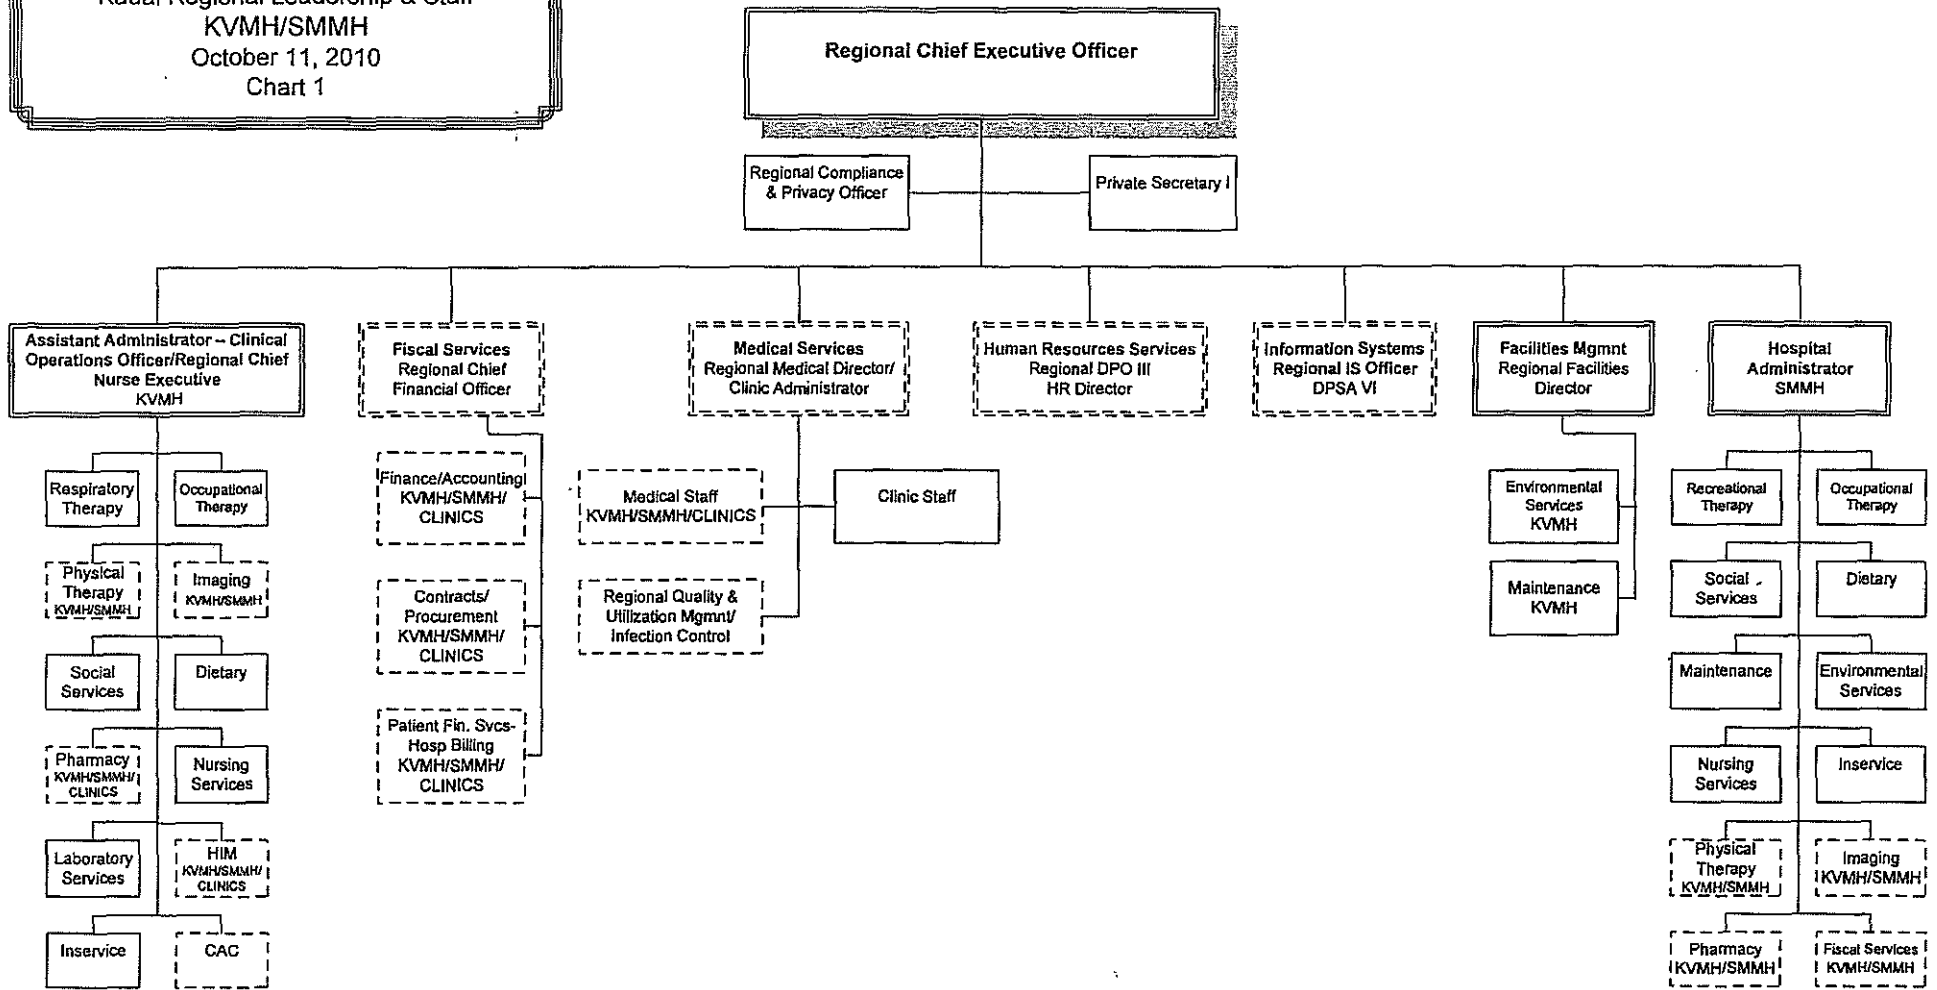 Kauai Regional Leadership & Staff
KVMH/SMMH
October 11, 2010
Chart 1
Regional Chief Executive Officer
Regional Compliance
& Privacy Officer
Private Secretary I
Assistant Administrator – Clinical
Operations Officer/Regional Chief
Nurse Executive
KVMH
Fiscal Services
Regional Chief
Financial Officer
Medical Services
Regional Medical Director/
Clinic Administrator
Human Resources Services
Regional DPO III
HR Director
Information Systems
Regional IS Officer
DPSA VI
Facilities Mgmnt
Regional Facilities
Director
Hospital
Administrator
SMMH
Respiratory
Therapy
Occupational
Therapy
Physical
Therapy
KVMH/SMMH
Imaging
KVMH/SMMH
Social
Services
Dietary
Pharmacy
KVMH/SMMH/
CLINICS
Nursing
Services
Laboratory
Services
HIM
KVMH/SMMH/
CLINICS
Inservice
CAC
Finance/Accounting
KVMH/SMMH/
CLINICS
Contracts/
Procurement
KVMH/SMMH/
CLINICS
Patient Fin. Svcs-
Hosp Billing
KVMH/SMMH/
CLINICS
Medical Staff
KVMH/SMMH/CLINICS
Clinic Staff
Regional Quality &
Utilization Mgmnt/
Infection Control
Environmental
Services
KVMH
Maintenance
KVMH
Recreational
Therapy
Occupational
Therapy
Social
Services
Dietary
Maintenance
Environmental
Services
Nursing
Services
Inservice
Physical
Therapy
KVMH/SMMH
Imaging
KVMH/SMMH
Pharmacy
KVMH/SMMH
Fiscal Services
KVMH/SMMH